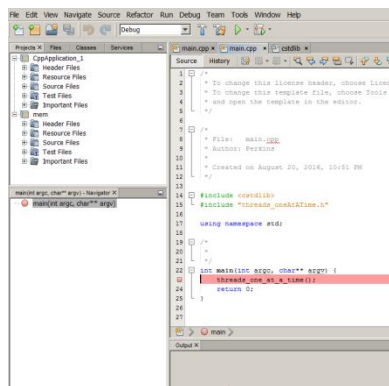 File Edit View Navigate Source Refactor Run Debug Team Tools Window Help
Debug
Projects X Files Classes Services
CppApplication_1
Header Files
Resource Files
Source Files
Test Files
Important Files
mem
Header Files
Resource Files
Source Files
Test Files
Important Files
main(int argc, char** argv) - Navigator X
main(int argc, char** argv)
main.cpp x main.cpp x cstdlib x
Source History
1 /*
2 * To change this license header, choose Licen
3 * To change this template file, choose Tools
4 * and open the template in the editor.
5 */
6
7 /*
8 * File: main.cpp
9 * Author: Perkins
10 *
11 * Created on August 20, 2016, 10:51 PM
12 */
13
14 #include <cstdlib>
15 #include "threads_oneAtATime.h"
16
17 using namespace std;
18
19 /*
20 *
21 */
22 int main(int argc, char** argv) {
threads_one_at_a_time();
24 return 0;
25 }
26
27
main
Output X